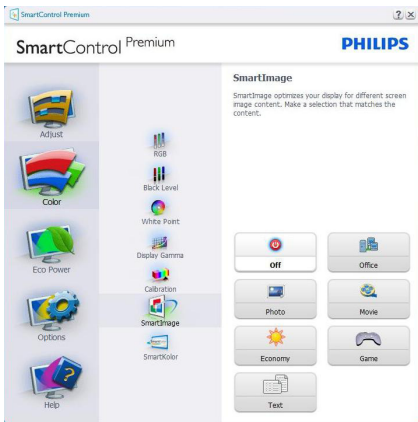 SmartControl Premium
SmartControl Premium
PHILIPS
Adjust
Color
Eco Power
Options
Help
RGB
Black Level
White Point
Display Gamma
Calibration
SmartImage
SmartKolor
SmartImage
SmartImage optimizes your display for different screen
image content. Make a selection that matches the
content.
Off
Office
Photo
Movie
Economy
Game
Text